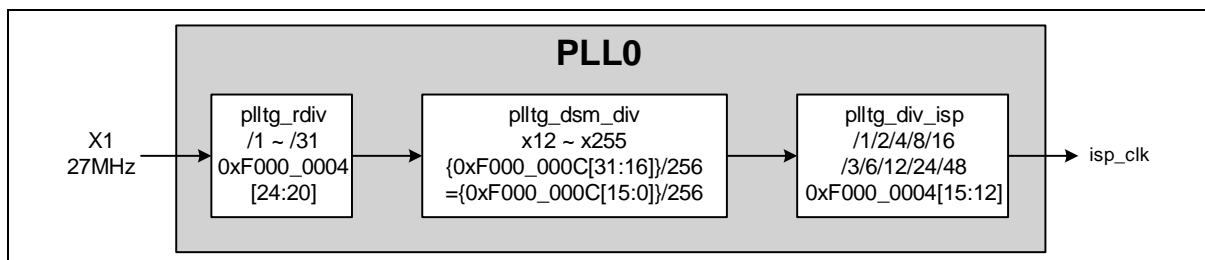 PLL0
X1
27MHz
plltg_rdiv
/1 ~ /31
0xF000_0004
[24:20]
plltg_dsm_div
x12 ~ x255
{0xF000_000C[31:16]}/256
={0xF000_000C[15:0]}/256
plltg_div_isp
/1/2/4/8/16
/3/6/12/24/48
0xF000_0004[15:12]
isp_clk